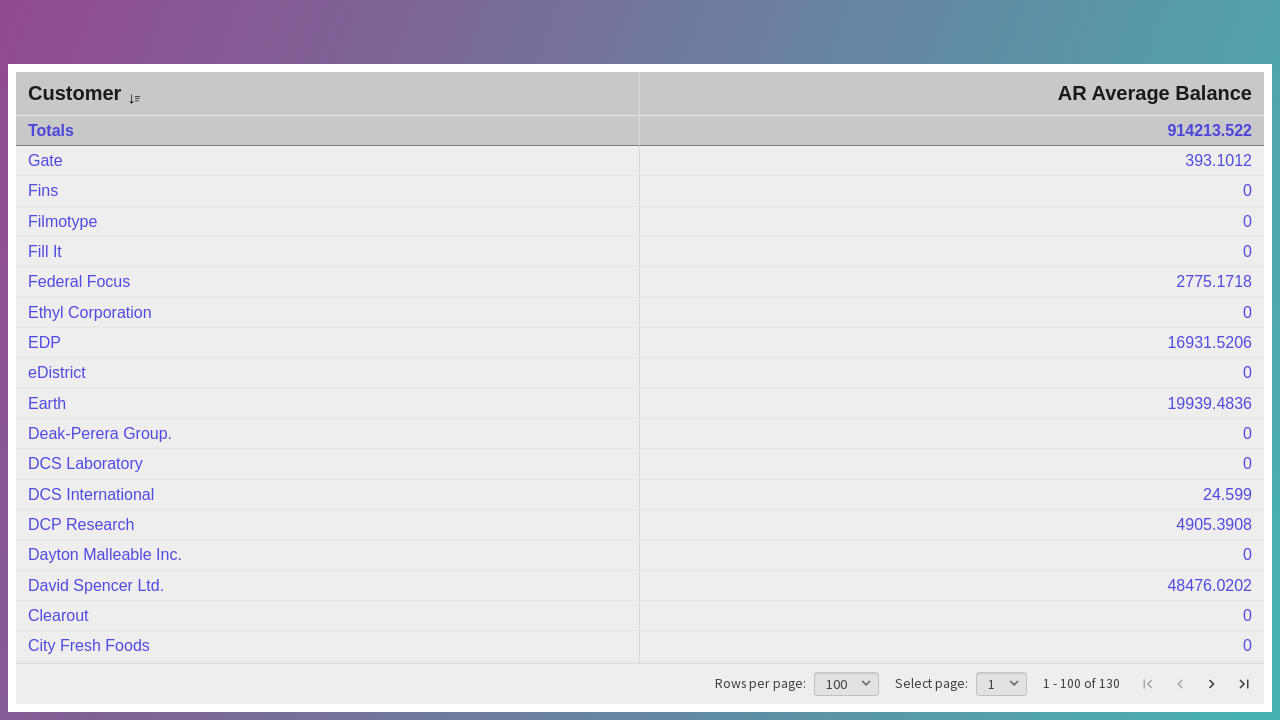 Customer AR Average Balance
Totals 914213.522
Gate 393.1012
Fins 0
Filmotype 0
Fill It 0
Federal Focus 2775.1718
Ethyl Corporation 0
EDP 16931.5206
eDistrict 0
Earth 19939.4836
Deak-Perera Group. 0
DCS Laboratory 0
DCS International 24.599
DCP Research 4905.3908
Dayton Malleable Inc. 0
David Spencer Ltd. 48476.0202
Clearout 0
City Fresh Foods 0
Rows per page: 100 Select page: 1 1 - 100 of 130